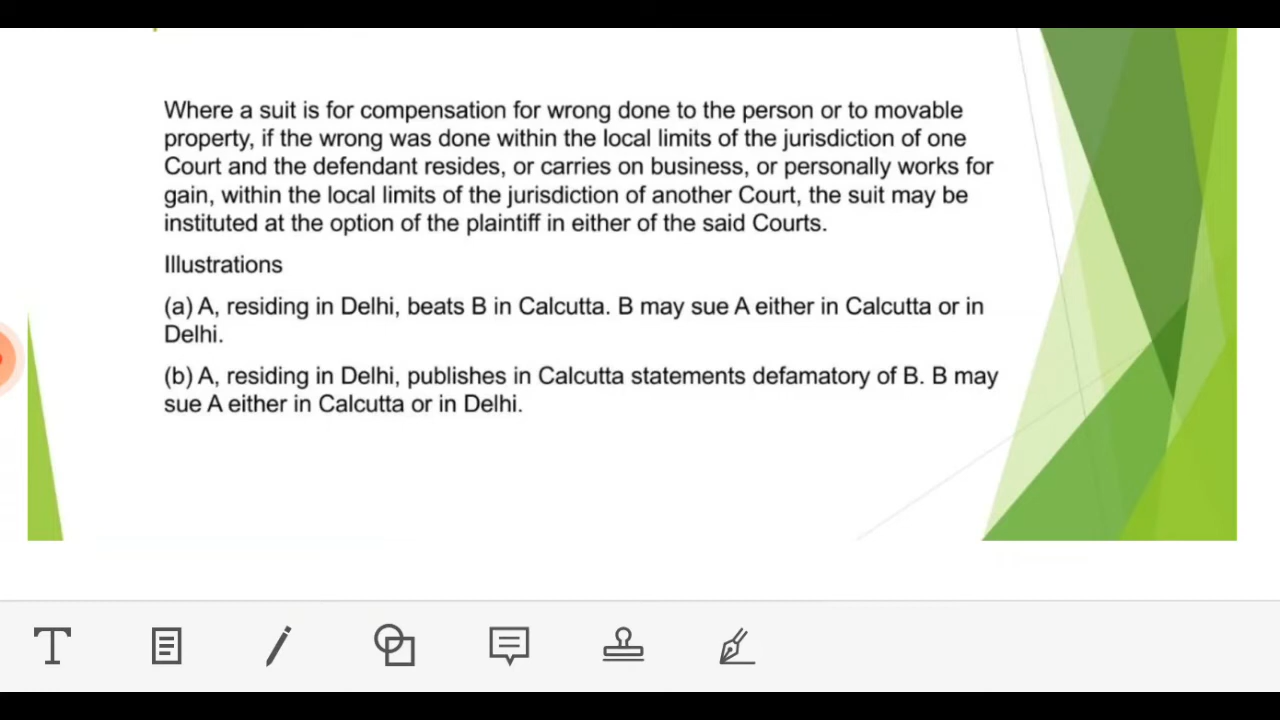 Where a suit is for compensation for wrong done to the person or to movable
property, if the wrong was done within the local limits of the jurisdiction of one
Court and the defendant resides, or carries on business, or personally works for
gain, within the local limits of the jurisdiction of another Court, the suit may be
instituted at the option of the plaintiff in either of the said Courts.
Illustrations
(a) A, residing in Delhi, beats B in Calcutta. B may sue A either in Calcutta or in
Delhi.
(b) A, residing in Delhi, publishes in Calcutta statements defamatory of B. B may
sue A either in Calcutta or in Delhi.